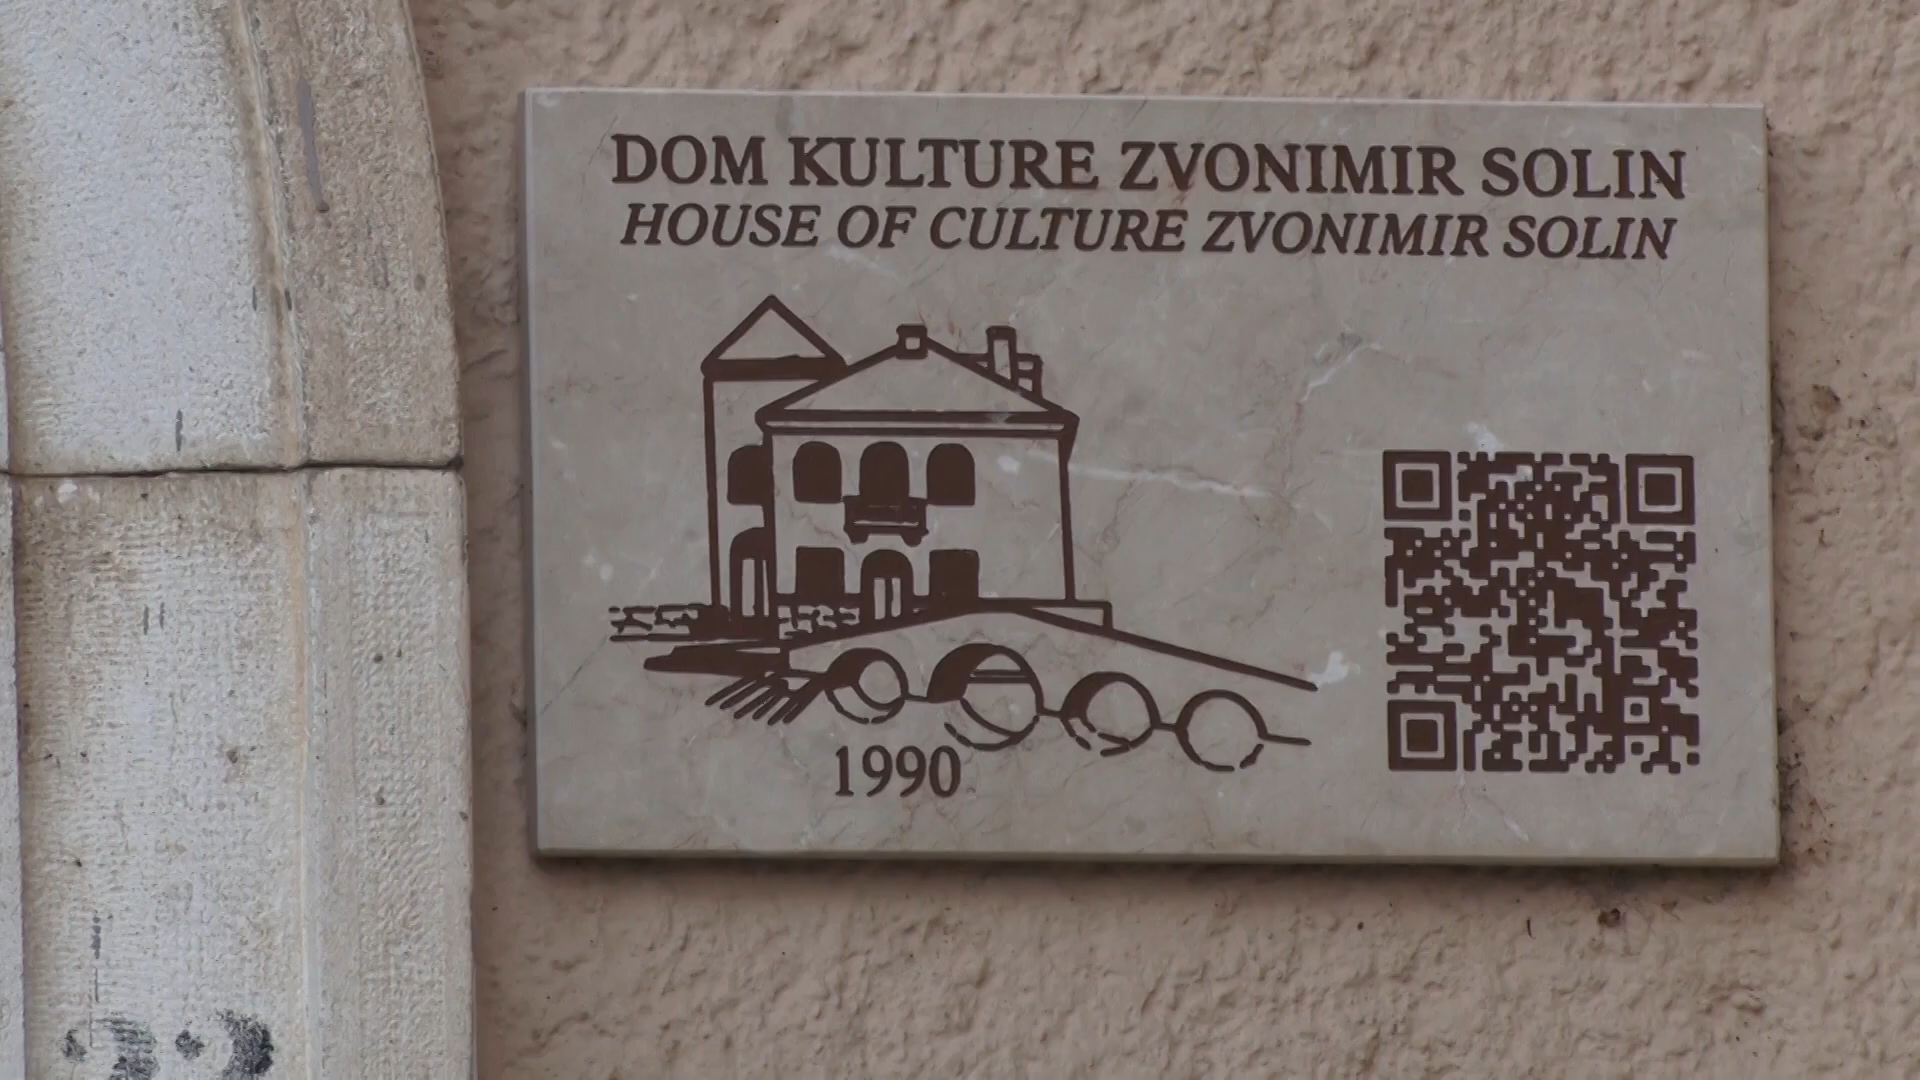 DOM KULTURE ZVONIMIR SOLIN
HOUSE OF CULTURE ZVONIMIR SOLIN
1990